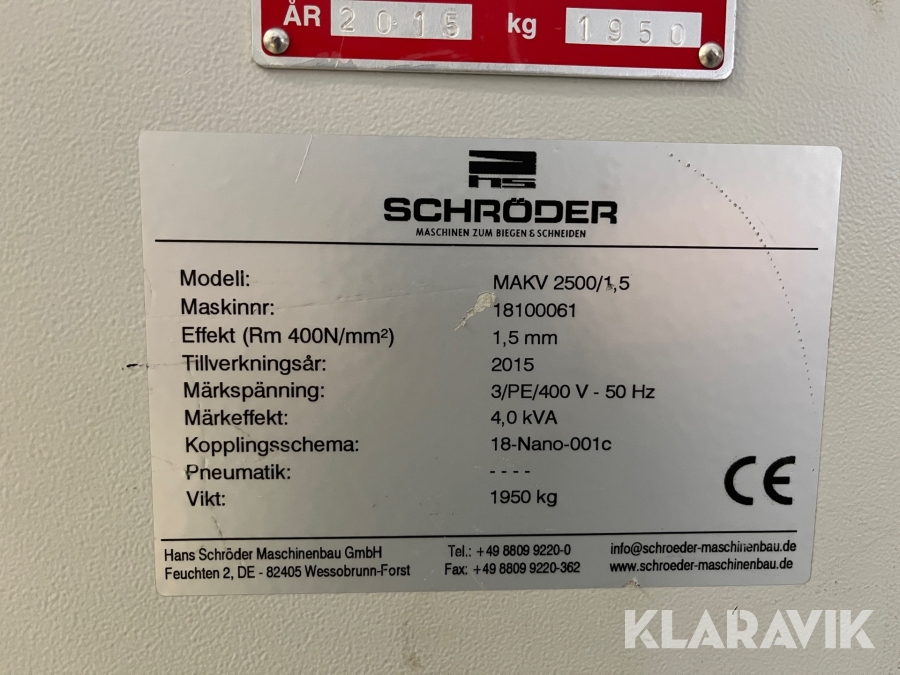 ÅR 2015 kg 1950
hs
SCHRÖDER
MASCHINEN ZUM BIEGEN & SCHNEIDEN
Modell: MAKV 2500/1,5
Maskinnr: 18100061
Effekt (Rm 400N/mm²) 1,5 mm
Tillverkningsår: 2015
Märkspänning: 3/PE/400 V - 50 Hz
Märkeffekt: 4,0 kVA
Kopplingsschema: 18-Nano-001c
Pneumatik: - - - -
Vikt: 1950 kg
CE
Hans Schröder Maschinenbau GmbH Tel.: +49 8809 9220-0 info@schroeder-maschinenbau.de
Feuchten 2, DE - 82405 Wessobrunn-Forst Fax: +49 8809 9220-362 www.schroeder-maschinenbau.de
KLARAVIK